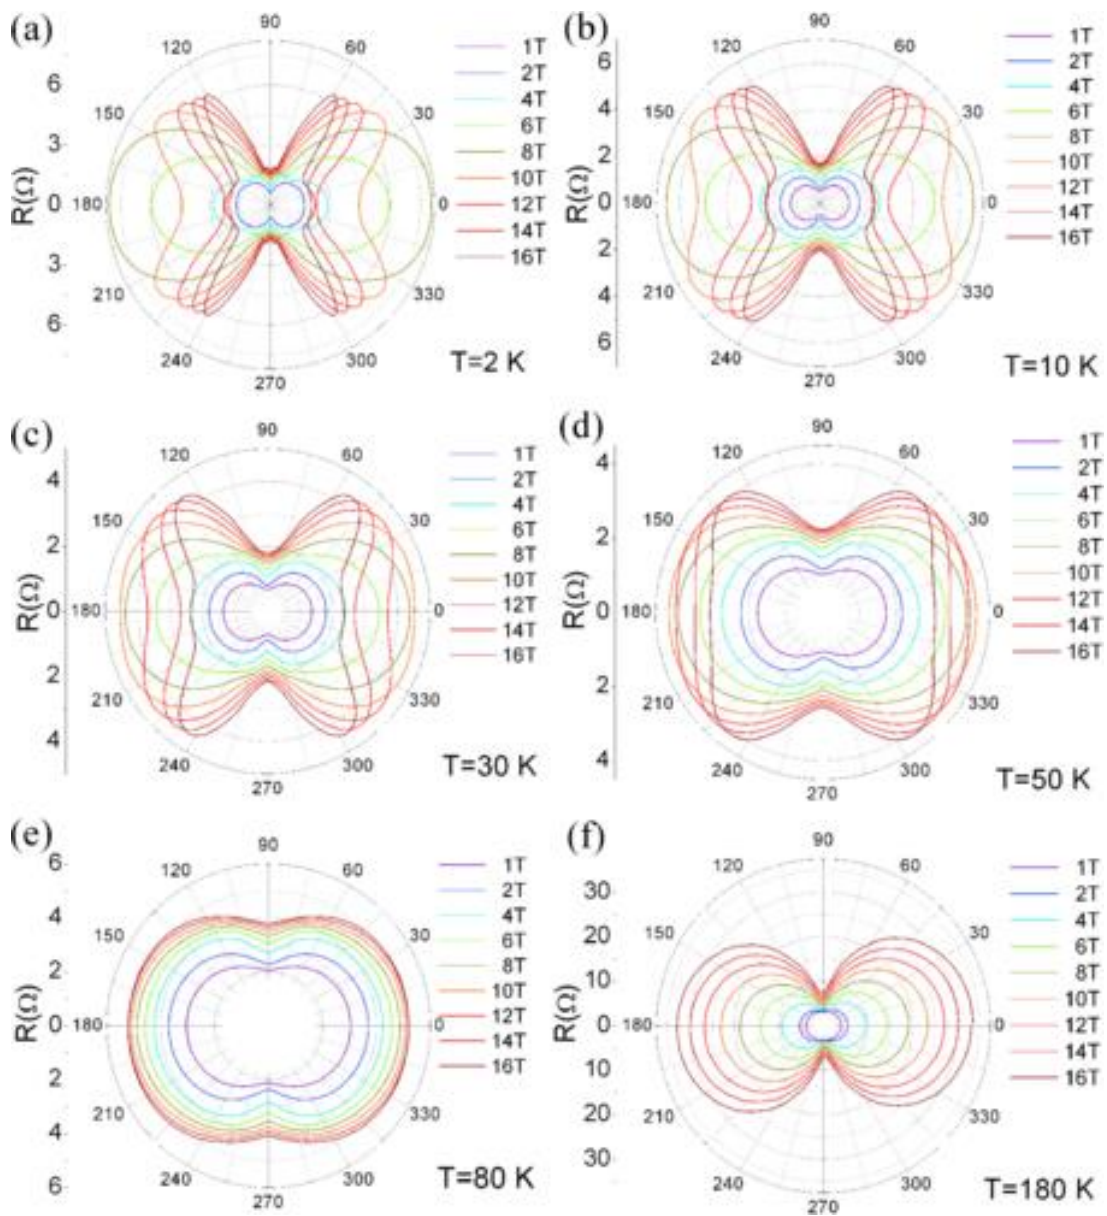 (a)
R(Ω)
6
3
0
3
6
90
120
60
150
30
180
0
210
330
240
300
270
1T
2T
4T
6T
8T
10T
12T
14T
16T
T=2 K
(b)
R(Ω)
6
4
2
0
2
4
6
90
120
60
150
30
180
0
210
330
240
300
270
1T
2T
4T
6T
8T
10T
12T
14T
16T
T=10 K
(c)
R(Ω)
4
2
0
2
4
90
120
60
150
30
180
0
210
330
240
300
270
1T
2T
4T
6T
8T
10T
12T
14T
16T
T=30 K
(d)
R(Ω)
4
2
0
2
4
90
120
60
150
30
180
0
210
330
240
300
270
1T
2T
4T
6T
8T
10T
12T
14T
16T
T=50 K
(e)
R(Ω)
6
4
2
0
2
4
6
90
120
60
150
30
180
0
210
330
240
300
270
1T
2T
4T
6T
8T
10T
12T
14T
16T
T=80 K
(f)
R(Ω)
30
20
10
0
10
20
30
90
120
60
150
30
180
0
210
330
240
300
270
1T
2T
4T
6T
8T
10T
12T
14T
16T
T=180 K